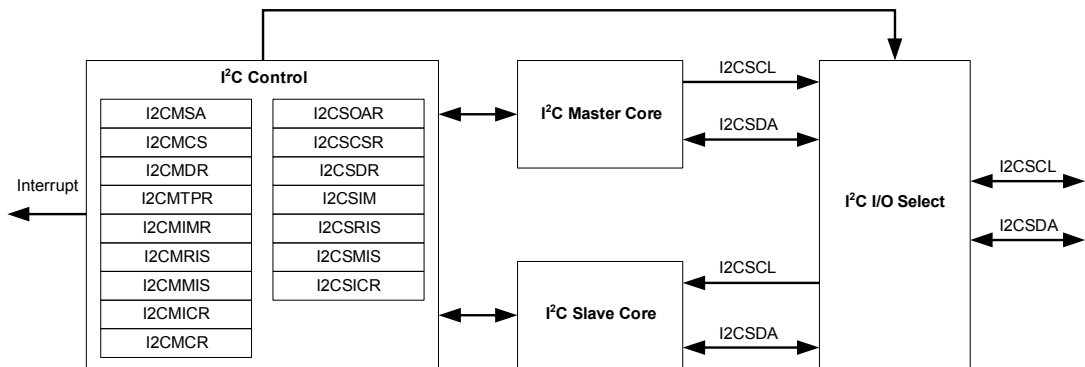 I²C Control
I2CMSA
I2CMCS
I2CMDR
I2CMTPR
I2CMIMR
I2CMRIS
I2CMMIS
I2CMICR
I2CMCR
I2CSOAR
I2CSCSR
I2CSDR
I2CSIM
I2CSRIS
I2CSMIS
I2CSICR
Interrupt
I²C Master Core
I2CSCL
I2CSDA
I²C Slave Core
I2CSCL
I2CSDA
I²C I/O Select
I2CSCL
I2CSDA